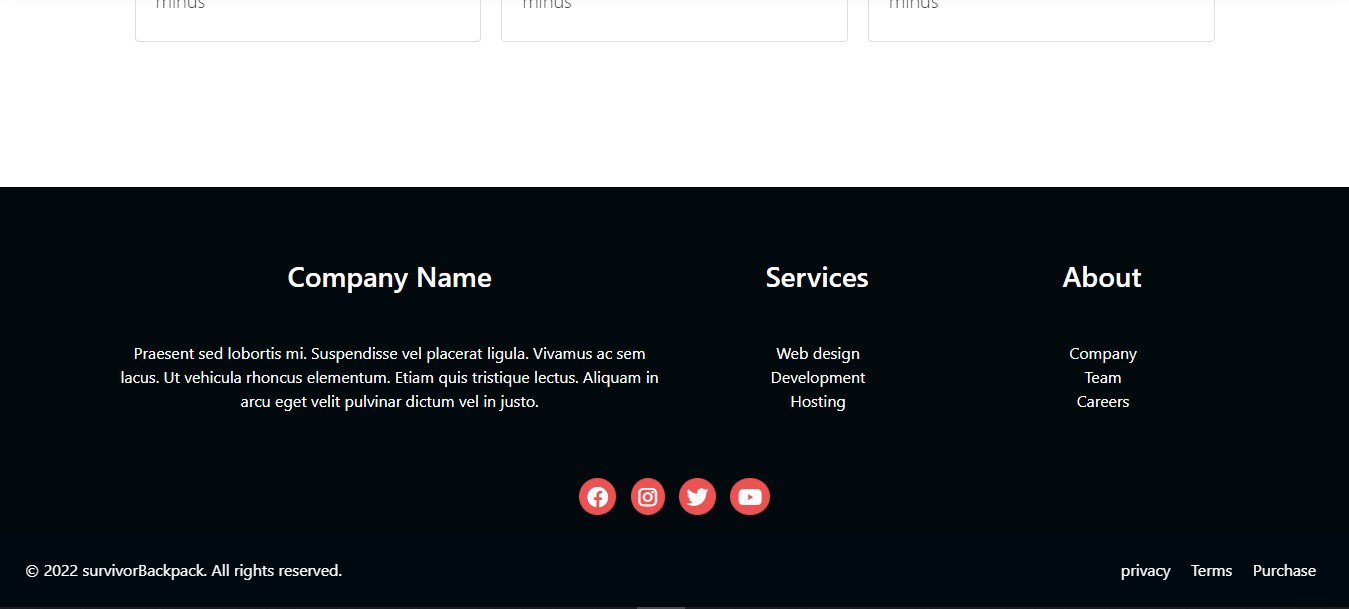 minus minus minus
Company Name Services About
Praesent sed lobortis mi. Suspendisse vel placerat ligula. Vivamus ac sem
lacus. Ut vehicula rhoncus elementum. Etiam quis tristique lectus. Aliquam in
arcu eget velit pulvinar dictum vel in justo.
Web design
Development
Hosting
Company
Team
Careers
© 2022 survivorBackpack. All rights reserved.
privacy Terms Purchase